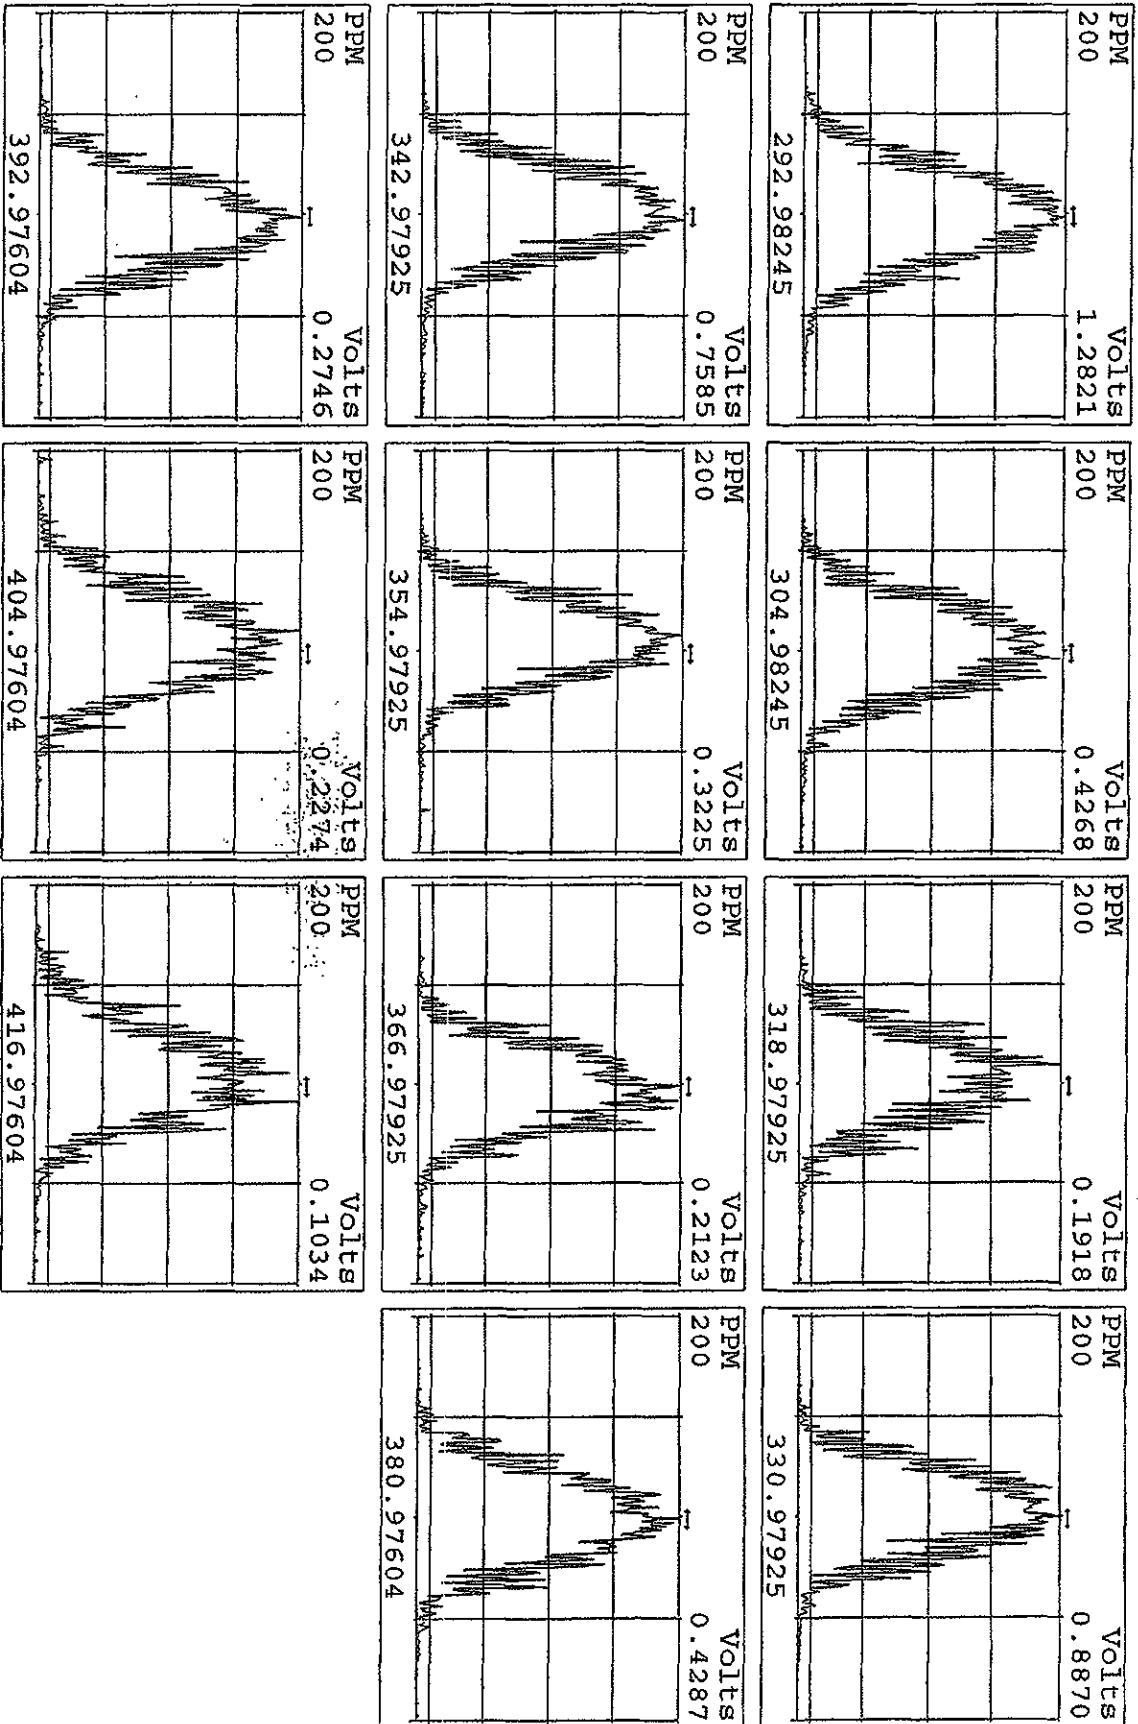 PPM Volts
200 1.2821
292.98245
PPM Volts
200 0.4268
304.98245
PPM Volts
200 0.1918
318.97925
PPM Volts
200 0.8870
330.97925
PPM Volts
200 0.7585
342.97925
PPM Volts
200 0.3225
354.97925
PPM Volts
200 0.2123
366.97925
PPM Volts
200 0.4287
380.97604
PPM Volts
200 0.2746
392.97604
PPM Volts
200 0.2274
404.97604
PPM Volts
200 0.1034
416.97604